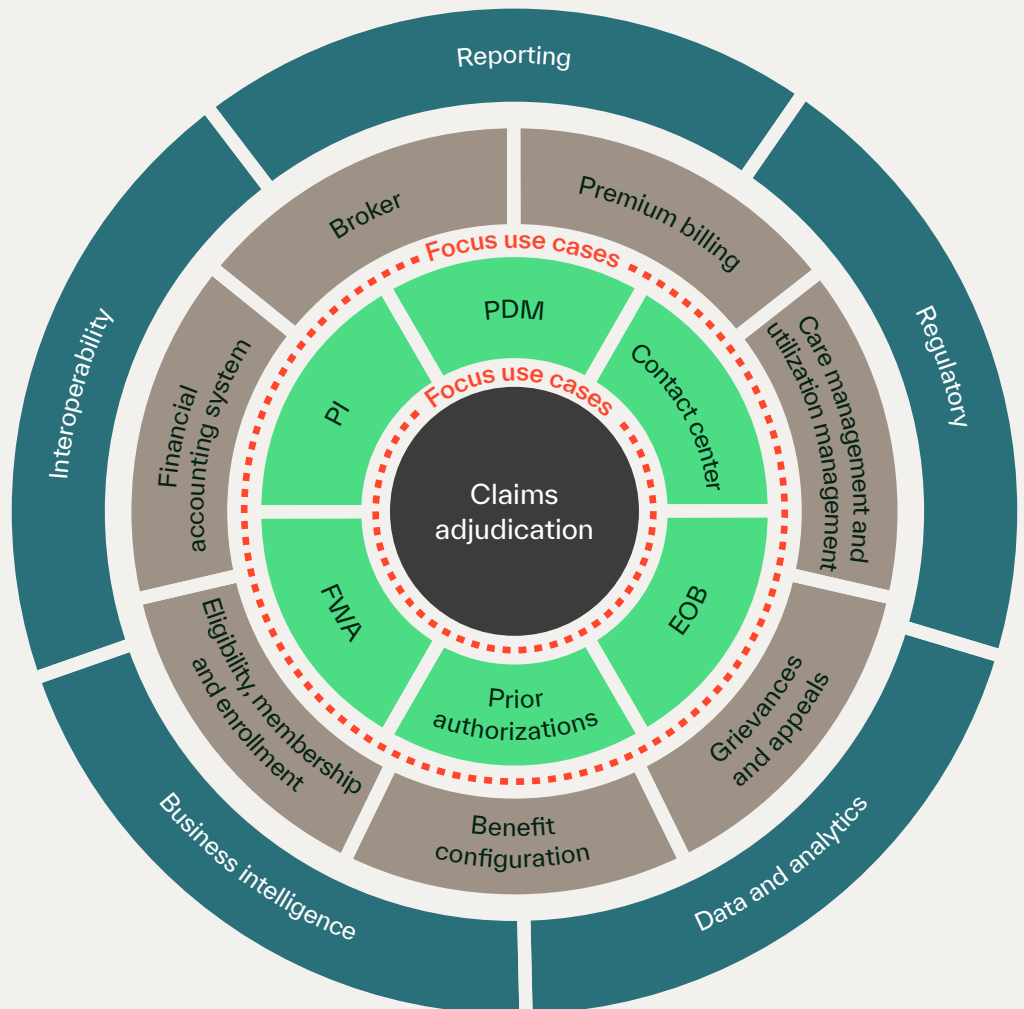 Reporting
Regulatory
Data and analytics
Business intelligence
Interoperability
Broker
Premium billing
Care management and
utilization management
Grievances
and appeals
Benefit
configuration
Eligibility, membership
and enrollment
Financial
accounting system
Focus use cases
PDM
Contact center
EOB
Prior
authorizations
FWA
PI
Focus use cases
Claims
adjudication